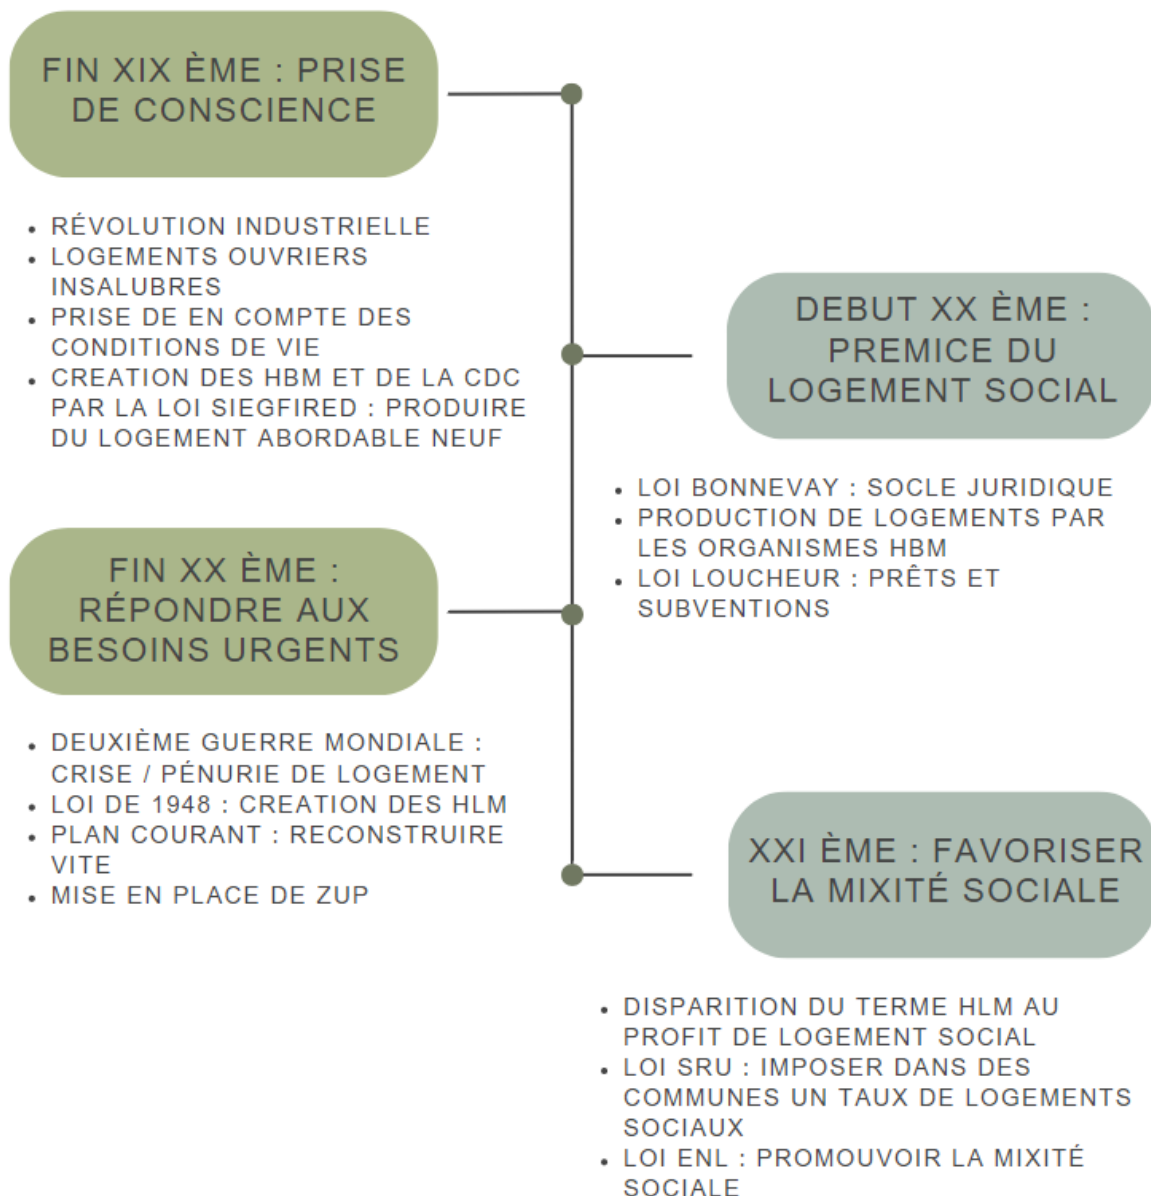 FIN XIX ÈME : PRISE
DE CONSCIENCE
• RÉVOLUTION INDUSTRIELLE
• LOGEMENTS OUVRIERS
INSALUBRES
• PRISE DE EN COMPTE DES
CONDITIONS DE VIE
• CREATION DES HBM ET DE LA CDC
PAR LA LOI SIEGFIRED : PRODUIRE
DU LOGEMENT ABORDABLE NEUF
DEBUT XX ÈME :
PREMICE DU
LOGEMENT SOCIAL
• LOI BONNEVAY : SOCLE JURIDIQUE
• PRODUCTION DE LOGEMENTS PAR
LES ORGANISMES HBM
• LOI LOUCHEUR : PRÊTS ET
SUBVENTIONS
FIN XX ÈME :
RÉPONDRE AUX
BESOINS URGENTS
• DEUXIÈME GUERRE MONDIALE :
CRISE / PÉNURIE DE LOGEMENT
• LOI DE 1948 : CREATION DES HLM
• PLAN COURANT : RECONSTRUIRE
VITE
• MISE EN PLACE DE ZUP
XXI ÈME : FAVORISER
LA MIXITÉ SOCIALE
• DISPARITION DU TERME HLM AU
PROFIT DE LOGEMENT SOCIAL
• LOI SRU : IMPOSER DANS DES
COMMUNES UN TAUX DE LOGEMENTS
SOCIAUX
• LOI ENL : PROMOUVOIR LA MIXITÉ
SOCIALE